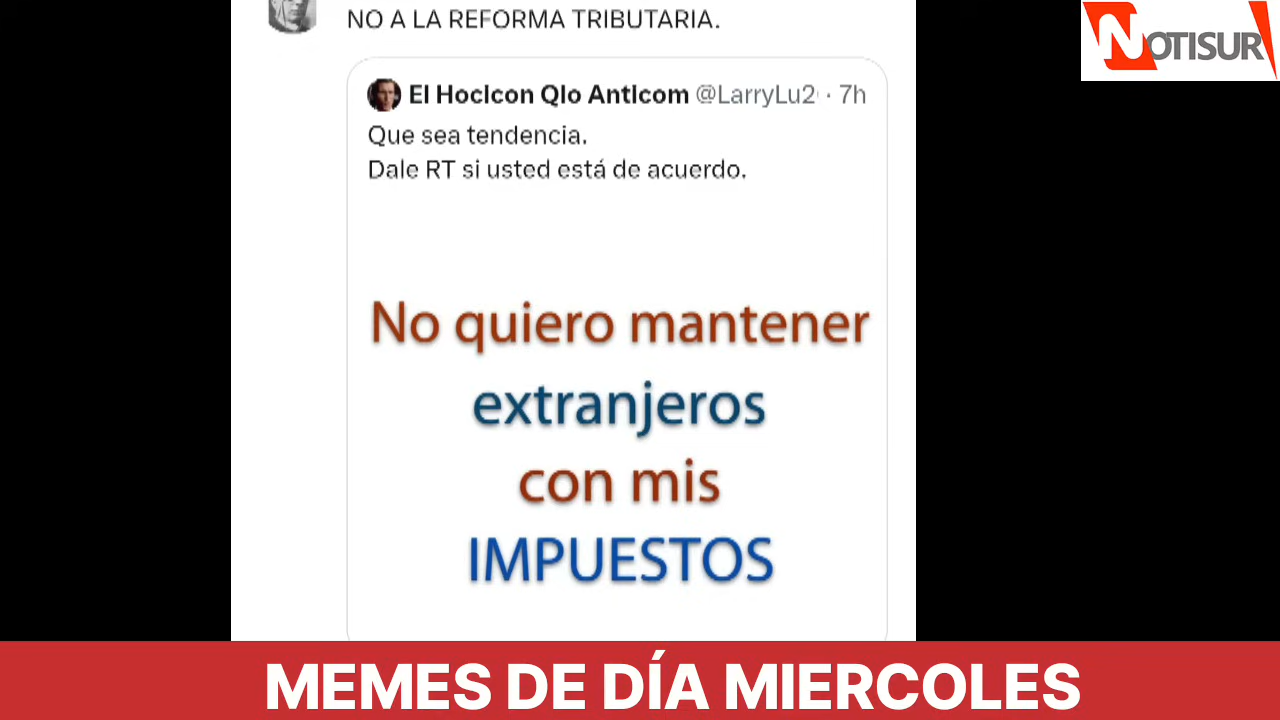 NO A LA REFORMA TRIBUTARIA.
NOTISUR
El Hocicon Qlo Anticom @LarryLu2 · 7h
Que sea tendencia.
Dale RT si usted está de acuerdo.
No quiero mantener
extranjeros
con mis
IMPUESTOS
MEMES DE DÍA MIERCOLES